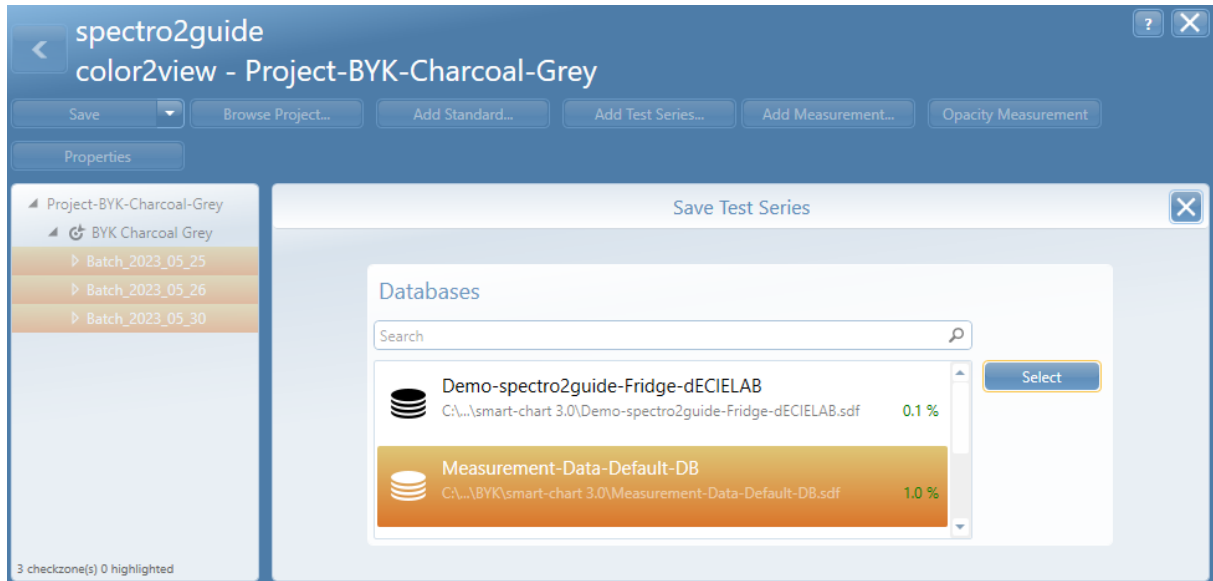 spectro2guide
color2view - Project-BYK-Charcoal-Grey
?
Save
Browse Project...
Add Standard...
Add Test Series...
Add Measurement...
Opacity Measurement
Properties
Project-BYK-Charcoal-Grey
BYK Charcoal Grey
Batch_2023_05_25
Batch_2023_05_26
Batch_2023_05_30
3 checkzone(s) 0 highlighted
Save Test Series
Databases
Search
Demo-spectro2guide-Fridge-dECIELAB
C:\...\smart-chart 3.0\Demo-spectro2guide-Fridge-dECIELAB.sdf
0.1 %
Measurement-Data-Default-DB
C:\...\BYK\smart-chart 3.0\Measurement-Data-Default-DB.sdf
1.0 %
Select